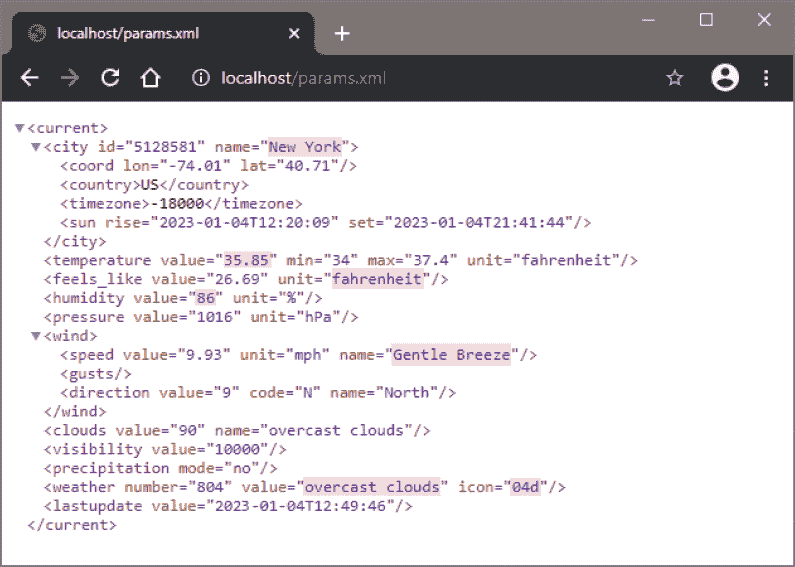 localhost/params.xml
localhost/params.xml
<current>
<city id="5128581" name="New York">
<coord lon="-74.01" lat="40.71"/>
<country>US</country>
<timezone>-18000</timezone>
<sun rise="2023-01-04T12:20:09" set="2023-01-04T21:41:44"/>
</city>
<temperature value="35.85" min="34" max="37.4" unit="fahrenheit"/>
<feels_like value="26.69" unit="fahrenheit"/>
<humidity value="86" unit="%"/>
<pressure value="1016" unit="hPa"/>
<wind>
<speed value="9.93" unit="mph" name="Gentle Breeze"/>
<gusts/>
<direction value="9" code="N" name="North"/>
</wind>
<clouds value="90" name="overcast clouds"/>
<visibility value="10000"/>
<precipitation mode="no"/>
<weather number="804" value="overcast clouds" icon="04d"/>
<lastupdate value="2023-01-04T12:49:46"/>
</current>